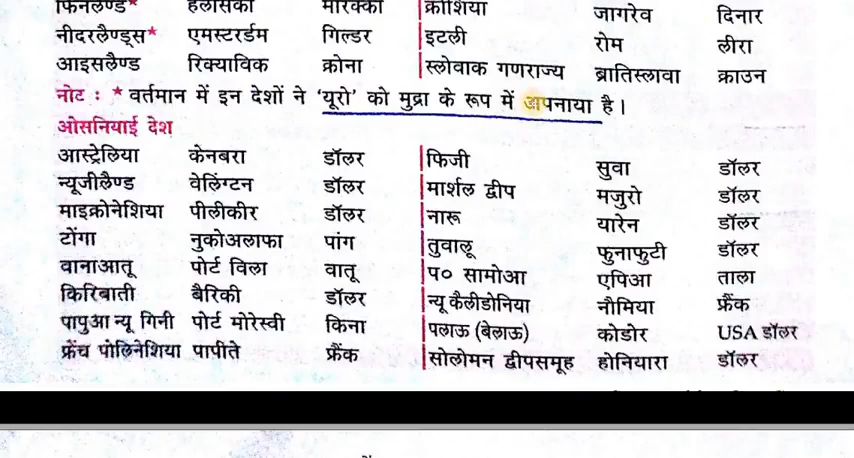 फिनलैण्ड* हेलसिंकी मारक्का क्रोशिया जागरेव दिनार
नीदरलैण्ड्स* एमस्टरर्डम गिल्डर इटली रोम लीरा
आइसलैण्ड रिक्याविक क्रोना स्लोवाक गणराज्य ब्रातिस्लावा क्राउन
नोट : * वर्तमान में इन देशों ने ‘यूरो’ को मुद्रा के रूप में अपनाया है।
ओसनियाई देश
आस्ट्रेलिया केनबरा डॉलर फिजी सुवा डॉलर
न्यूजीलैण्ड वेलिंग्टन डॉलर मार्शल द्वीप मजुरो डॉलर
माइक्रोनेशिया पीलीकीर डॉलर नारू यारेन डॉलर
टोंगा नुकोअलाफा पांग तुवालू फुनाफुटी डॉलर
वानाआतू पोर्ट विला वातू प० सामोआ एपिआ ताला
किरिबाती बैरिकी डॉलर न्यू कैलीडोनिया नौमिया फ्रैंक
पापुआ न्यू गिनी पोर्ट मोरेस्वी किना पलाऊ (बेलाऊ) कोडोर USA डॉलर
फ्रेंच पोलिनेशिया पापीते फ्रैंक सोलोमन द्वीपसमूह होनियारा डॉलर